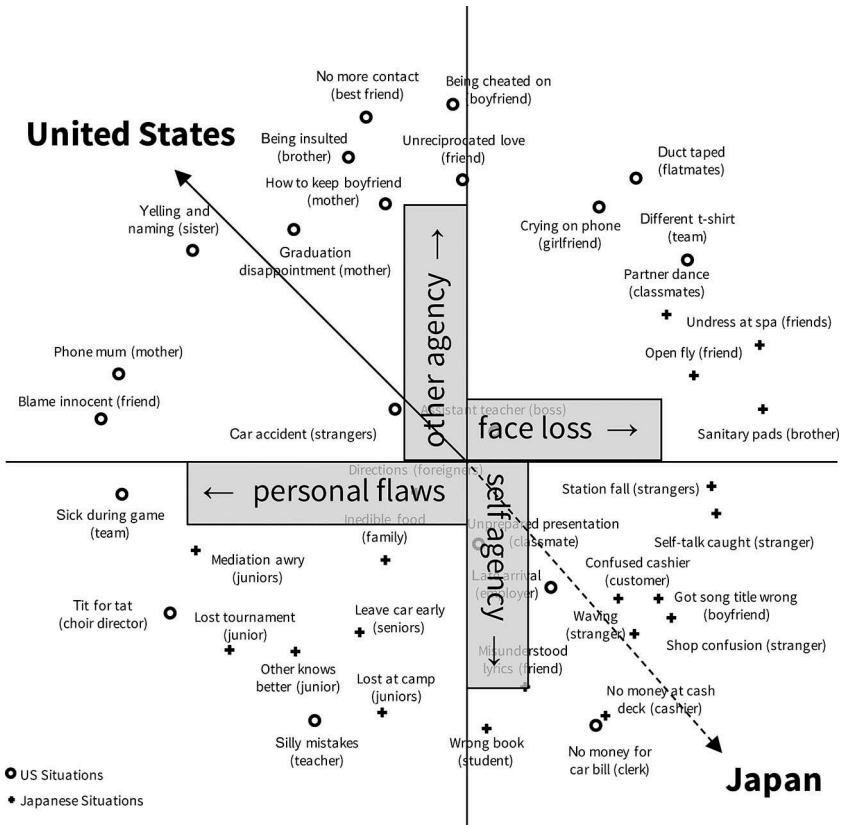 No more contact
(best friend)
Being cheated on
(boyfriend)
United States
Being insulted
(brother)
Unreciprocated love
(friend)
Duct taped
(flatmates)
How to keep boyfriend
(mother)
Yelling and
naming (sister)
Crying on phone
(girlfriend)
Different t-shirt
(team)
Graduation
disappointment (mother)
Partner dance
(classmates)
other agency →
Undress at spa (friends)
Phone mum (mother)
Open fly (friend)
Blame innocent (friend)
Assistant teacher (boss)
Car accident (strangers)
face loss →
Sanitary pads (brother)
Directions (foreigners)
← personal flaws
self agency →
Station fall (strangers)
Sick during game
(team)
Inedible food
(family)
Unprepared presentation
(classmate)
Self-talk caught (stranger)
Mediation awry
(juniors)
Confused cashier
(customer)
Late arrival
(employer)
Tit for tat
(choir director)
Lost tournament
(junior)
Leave car early
(seniors)
Waving
(stranger)
Got song title wrong
(boyfriend)
Shop confusion (stranger)
Other knows
better (junior)
Misunderstood
lyrics (friend)
Lost at camp
(juniors)
No money at cash
deck (cashier)
Silly mistakes
(teacher)
Wrong book
(student)
No money for
car bill (clerk)
Japan
US Situations
Japanese Situations